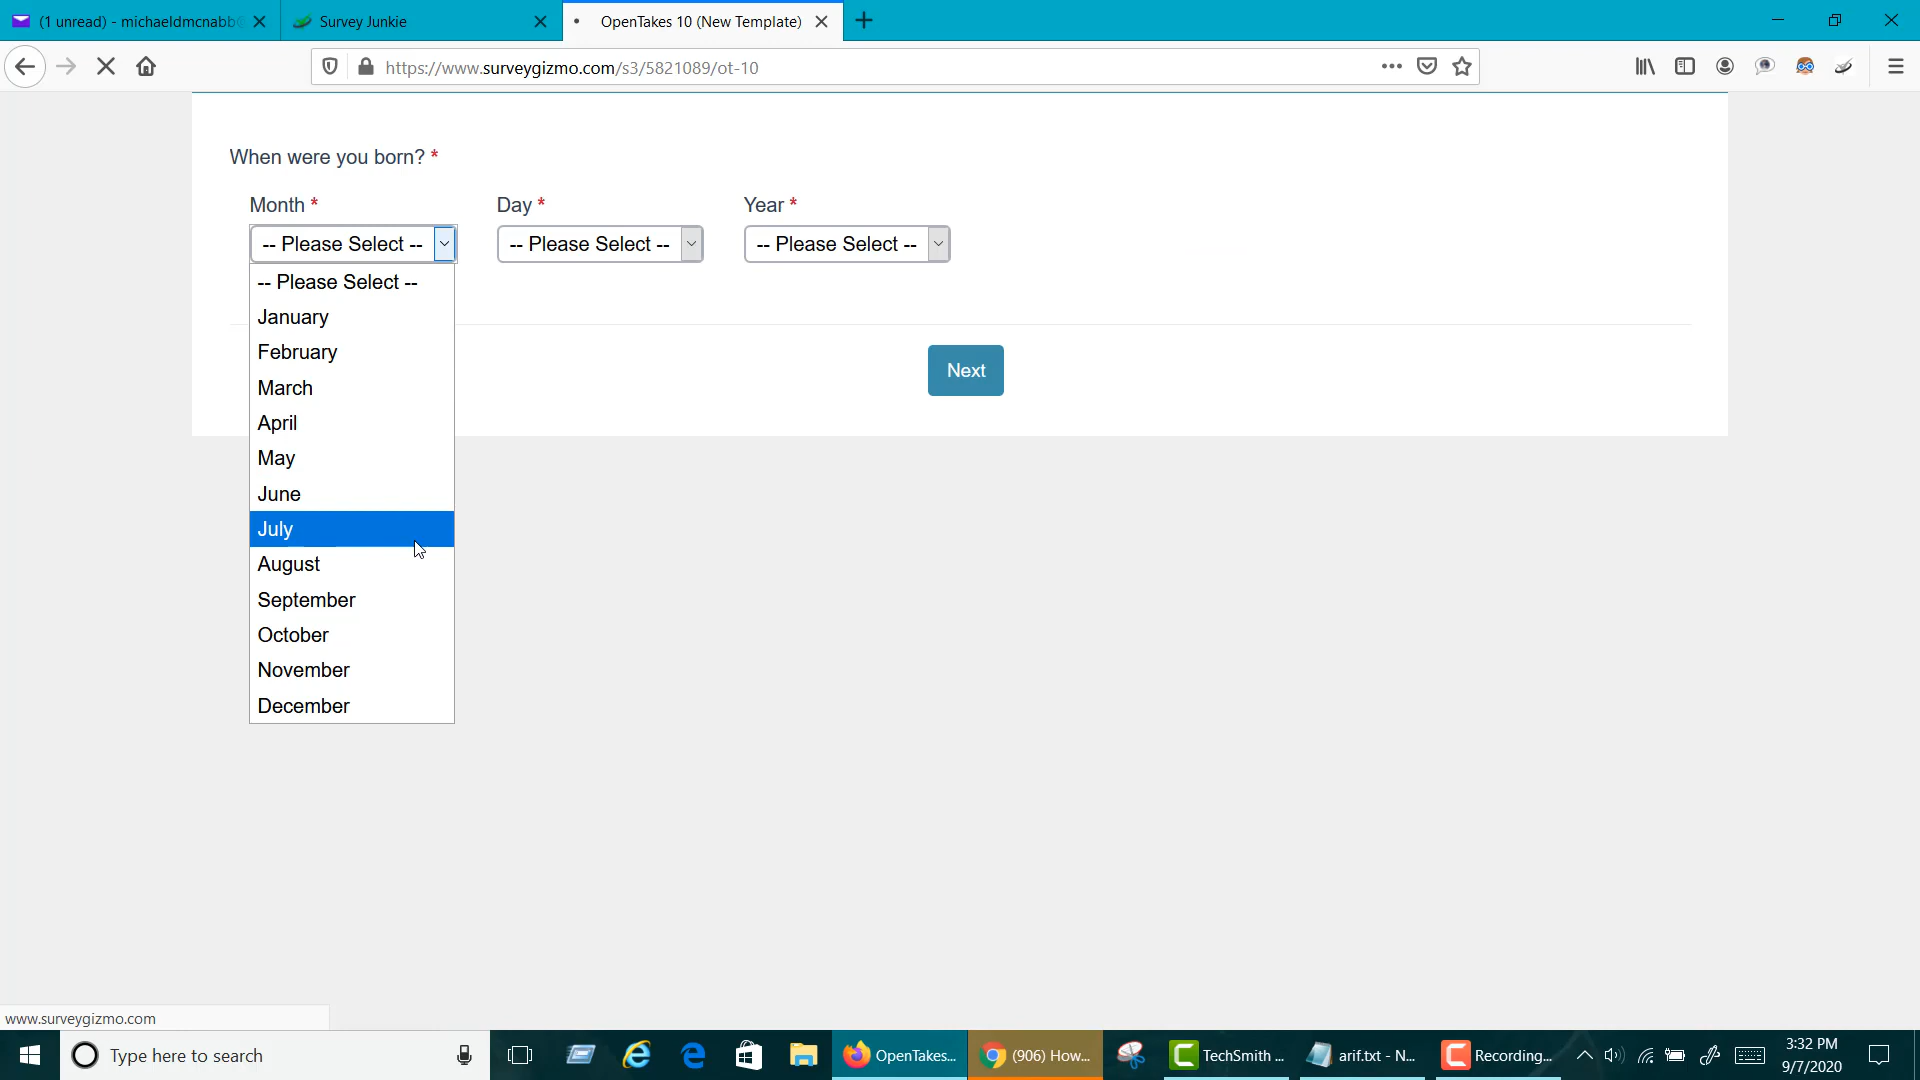 (1 unread) - michaeldmcnabb@
Survey Junkie
OpenTakes 10 (New Template)
https://www.surveygizmo.com/s3/5821089/ot-10
When were you born? *
Month *
Day *
Year *
-- Please Select --
-- Please Select --
-- Please Select --
-- Please Select --
January
February
March
April
May
June
July
August
September
October
November
December
Next
www.surveygizmo.com
Type here to search
OpenTakes...
(906) How...
TechSmith ...
arif.txt - N...
Recording...
3:32 PM
9/7/2020